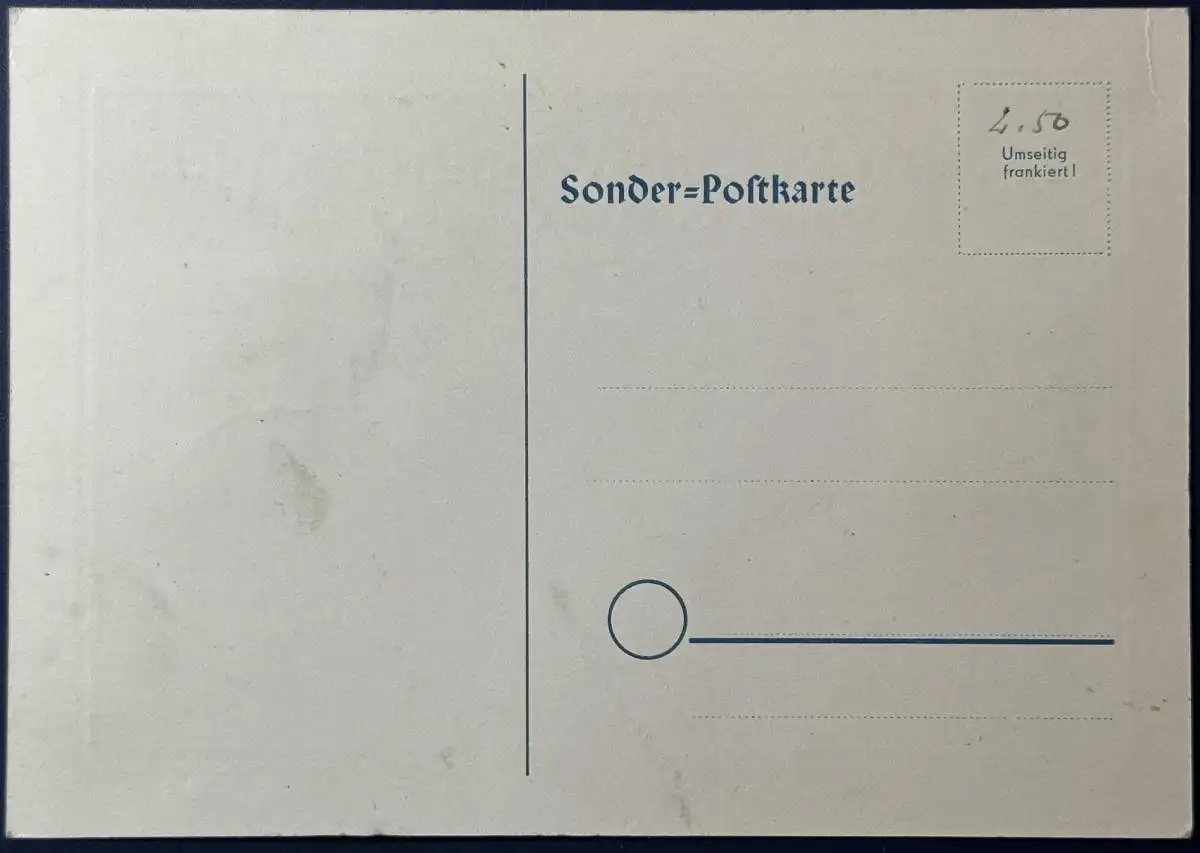 Sonder=Poſtkarte
2.50
Umseitig
frankiert!